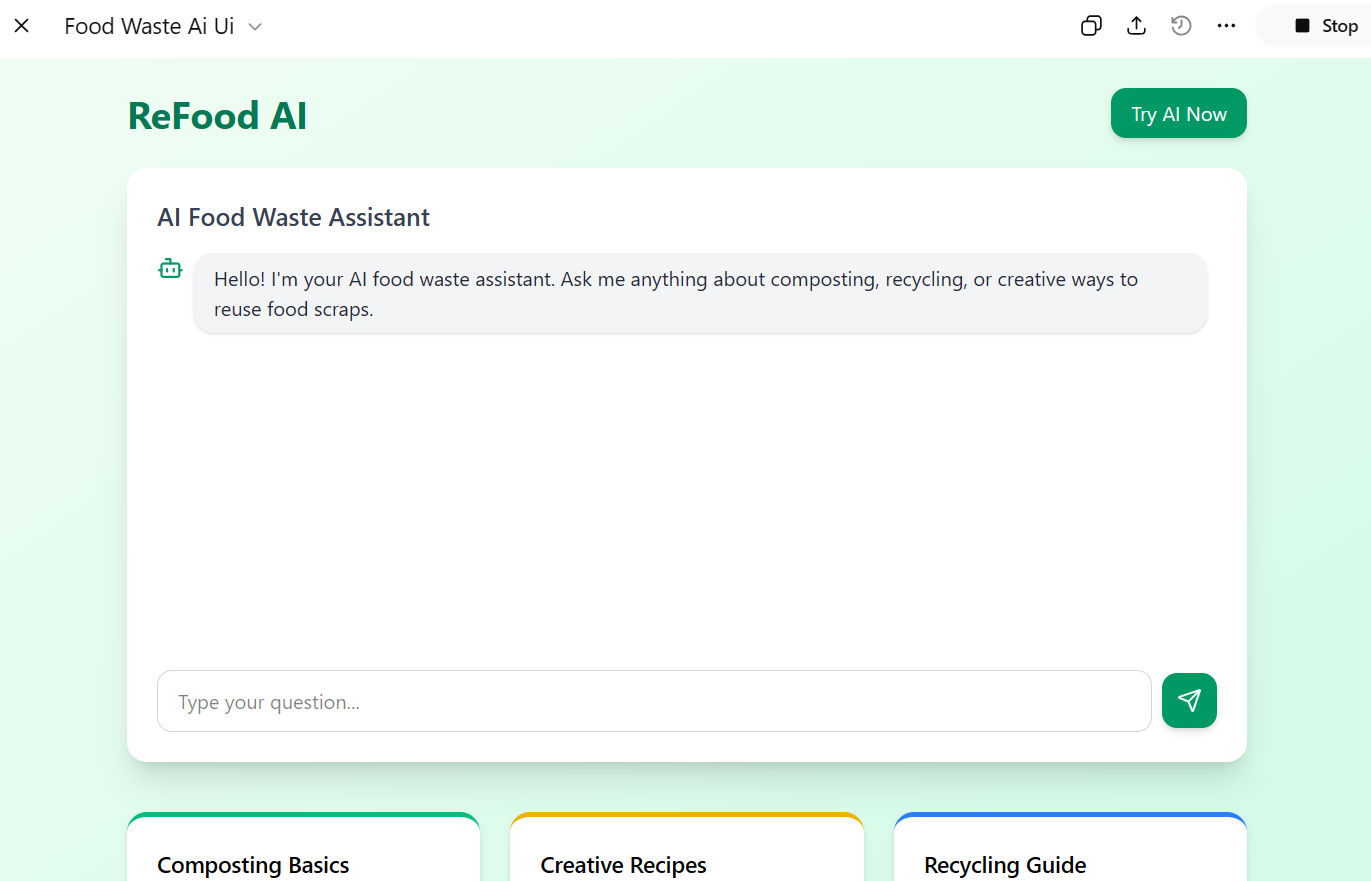 Food Waste Ai Ui
Stop
ReFood AI
Try AI Now
AI Food Waste Assistant
Hello! I'm your AI food waste assistant. Ask me anything about composting, recycling, or creative ways to
reuse food scraps.
Type your question...
Composting Basics
Creative Recipes
Recycling Guide